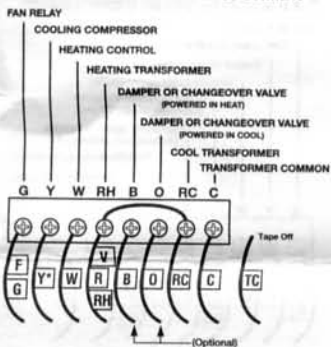 FAN RELAY
COOLING COMPRESSOR
HEATING CONTROL
HEATING TRANSFORMER
DAMPER OR CHANGEOVER VALVE
(POWERED IN HEAT)
DAMPER OR CHANGEOVER VALVE
(POWERED IN COOL)
COOL TRANSFORMER
TRANSFORMER COMMON
G Y W RH B O RC C
Tape Off
F V
G Y* W R B O RC C TC
RH
(Optional)